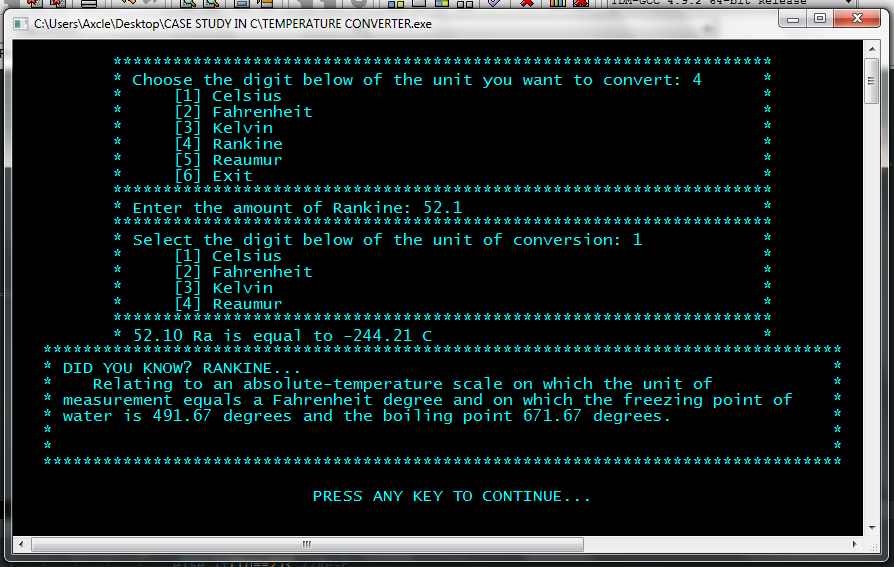 TDM-GCC 4.9.2 64-bit Release
C:\Users\Axcle\Desktop\CASE STUDY IN C\TEMPERATURE CONVERTER.exe
******************************************************************
* Choose the digit below of the unit you want to convert: 4 *
* [1] Celsius *
* [2] Fahrenheit *
* [3] Kelvin *
* [4] Rankine *
* [5] Reaumur *
* [6] Exit *
******************************************************************
* Enter the amount of Rankine: 52.1 *
******************************************************************
* Select the digit below of the unit of conversion: 1 *
* [1] Celsius *
* [2] Fahrenheit *
* [3] Kelvin *
* [4] Reaumur *
******************************************************************
* 52.10 Ra is equal to -244.21 C *
********************************************************************************
* DID YOU KNOW? RANKINE... *
* Relating to an absolute-temperature scale on which the unit of *
* measurement equals a Fahrenheit degree and on which the freezing point of *
* water is 491.67 degrees and the boiling point 671.67 degrees. *
* *
* *
********************************************************************************
PRESS ANY KEY TO CONTINUE...